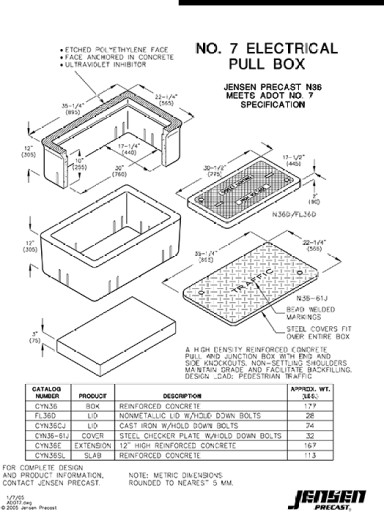 NO. 7 ELECTRICAL
PULL BOX
JENSEN PRECAST N36
MEETS ADOT NO. 7
SPECIFICATION
• ETCHED POLYETHYLENE FACE
• FACE ANCHORED IN CONCRETE
• ULTRAVIOLET INHIBITOR
22-1/4"
(565)
35-1/4"
(895)
12"
(305)
10"
(255)
17-1/4"
(440)
30"
(760)
30-1/2"
(775)
17-1/2"
(445)
2"
N36D/FL36D
12"
(305)
35-1/4"
22-1/4"
(565)
TRAFFIC
N36-61J
BEAD WELDED
MARKINGS
STEEL COVERS FIT
OVER ENTIRE BOX
3"
(75)
A HIGH DENSITY REINFORCED CONCRETE
PULL AND JUNCTION BOX WITH END AND
SIDE KNOCKOUTS. NON-SETTLING SHOULDERS
MAINTAIN GRADE AND FACILITATE BACKFILLING.
DESIGN LOAD: PEDESTRIAN TRAFFIC
CATALOG NUMBER PRODUCT DESCRIPTION APPROX. WT. (LBS.)
CYN36 BOX REINFORCED CONCRETE 177
FL36D LID NONMETALLIC LID W/HOLD DOWN BOLTS 28
CYN36CJ LID CAST IRON W/HOLD DOWN BOLTS 74
CYN36-61J COVER STEEL CHECKER PLATE W/HOLD DOWN BOLTS 32
CYN36E EXTENSION 12" HIGH REINFORCED CONCRETE 167
CYN36SL SLAB REINFORCED CONCRETE 113
FOR COMPLETE DESIGN
AND PRODUCT INFORMATION,
CONTACT JENSEN PRECAST.
NOTE: METRIC DIMENSIONS
ROUNDED TO NEAREST 5 MM.
1/7/05
© 2005 Jensen Precast
JENSEN
PRECAST